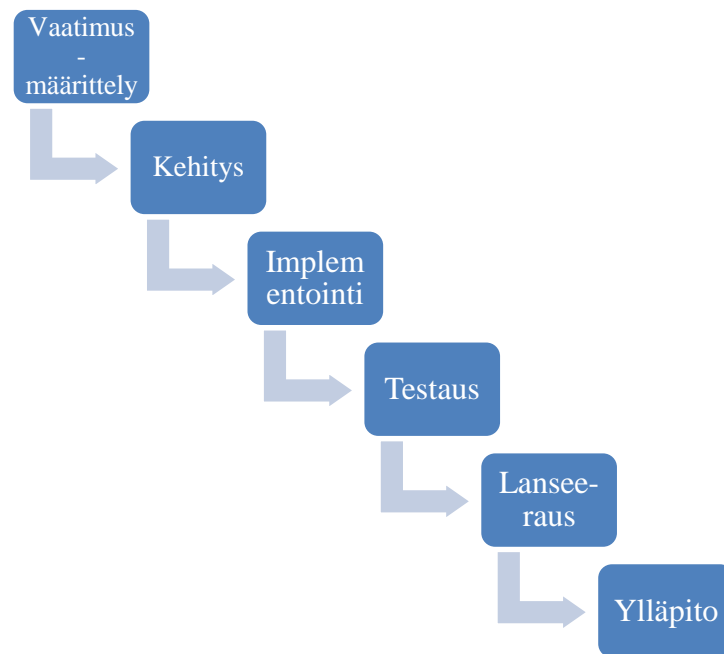 Vaatimus
-
määrittely
Kehitys
Implem
entointi
Testaus
Lansee-
raus
Ylläpito